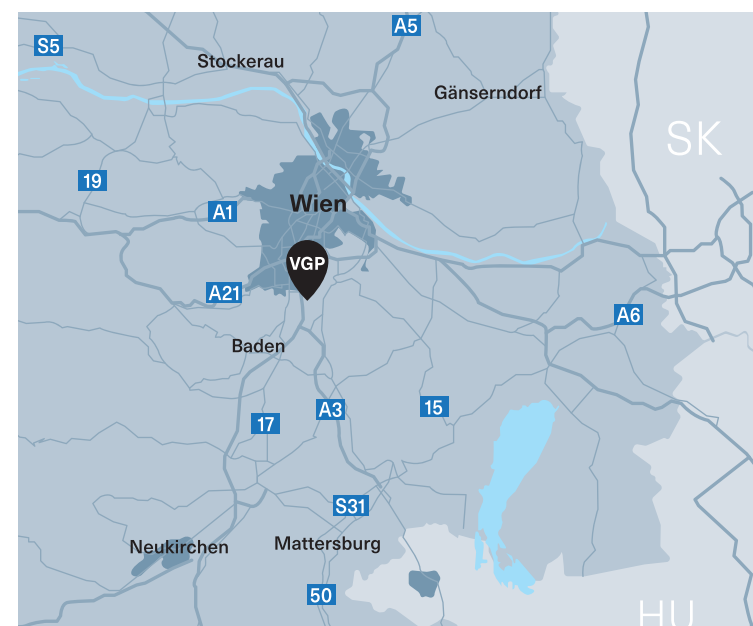 A5
S5
Stockerau
Gänserndorf
SK
19
Wien
A1
VGP
A21
A6
Baden
15
A3
17
S31
Neukirchen
Mattersburg
50
HU